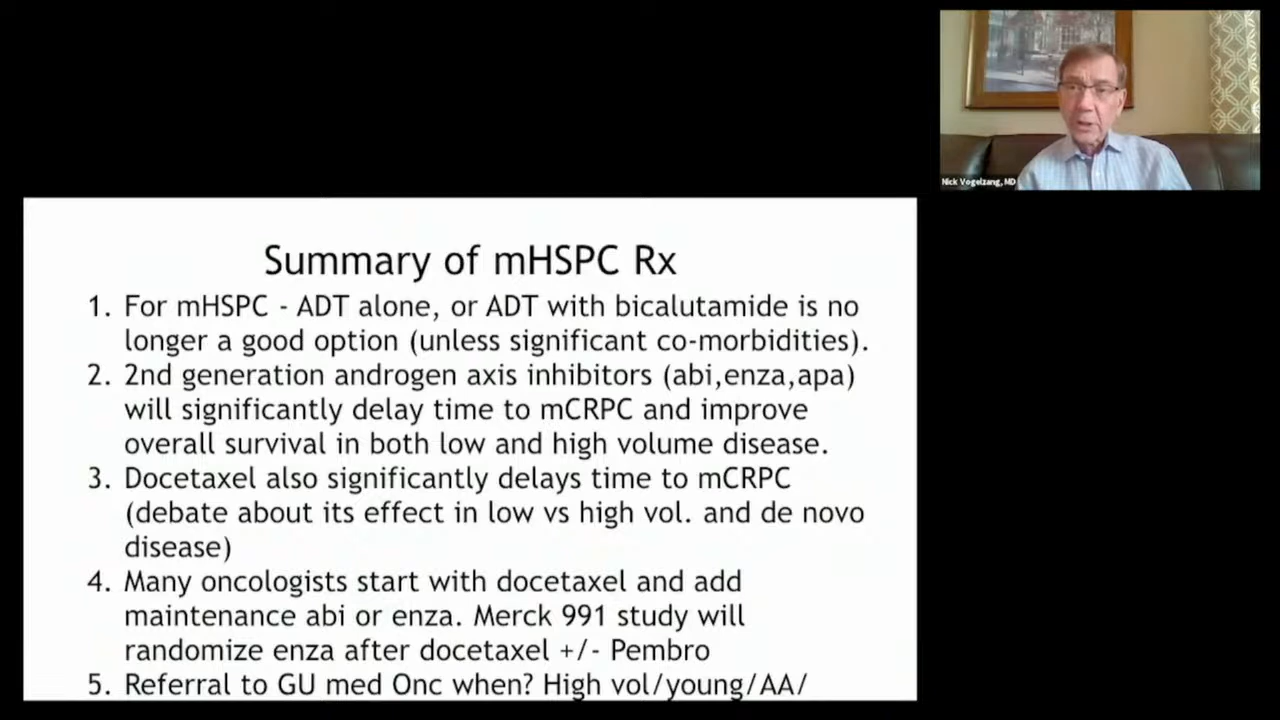 Nick Vogelzang, MD
Summary of mHSPC Rx
1. For mHSPC - ADT alone, or ADT with bicalutamide is no
longer a good option (unless significant co-morbidities).
2. 2nd generation androgen axis inhibitors (abi,enza,apa)
will significantly delay time to mCRPC and improve
overall survival in both low and high volume disease.
3. Docetaxel also significantly delays time to mCRPC
(debate about its effect in low vs high vol. and de novo
disease)
4. Many oncologists start with docetaxel and add
maintenance abi or enza. Merck 991 study will
randomize enza after docetaxel +/- Pembro
5. Referral to GU med Onc when? High vol/young/AA/